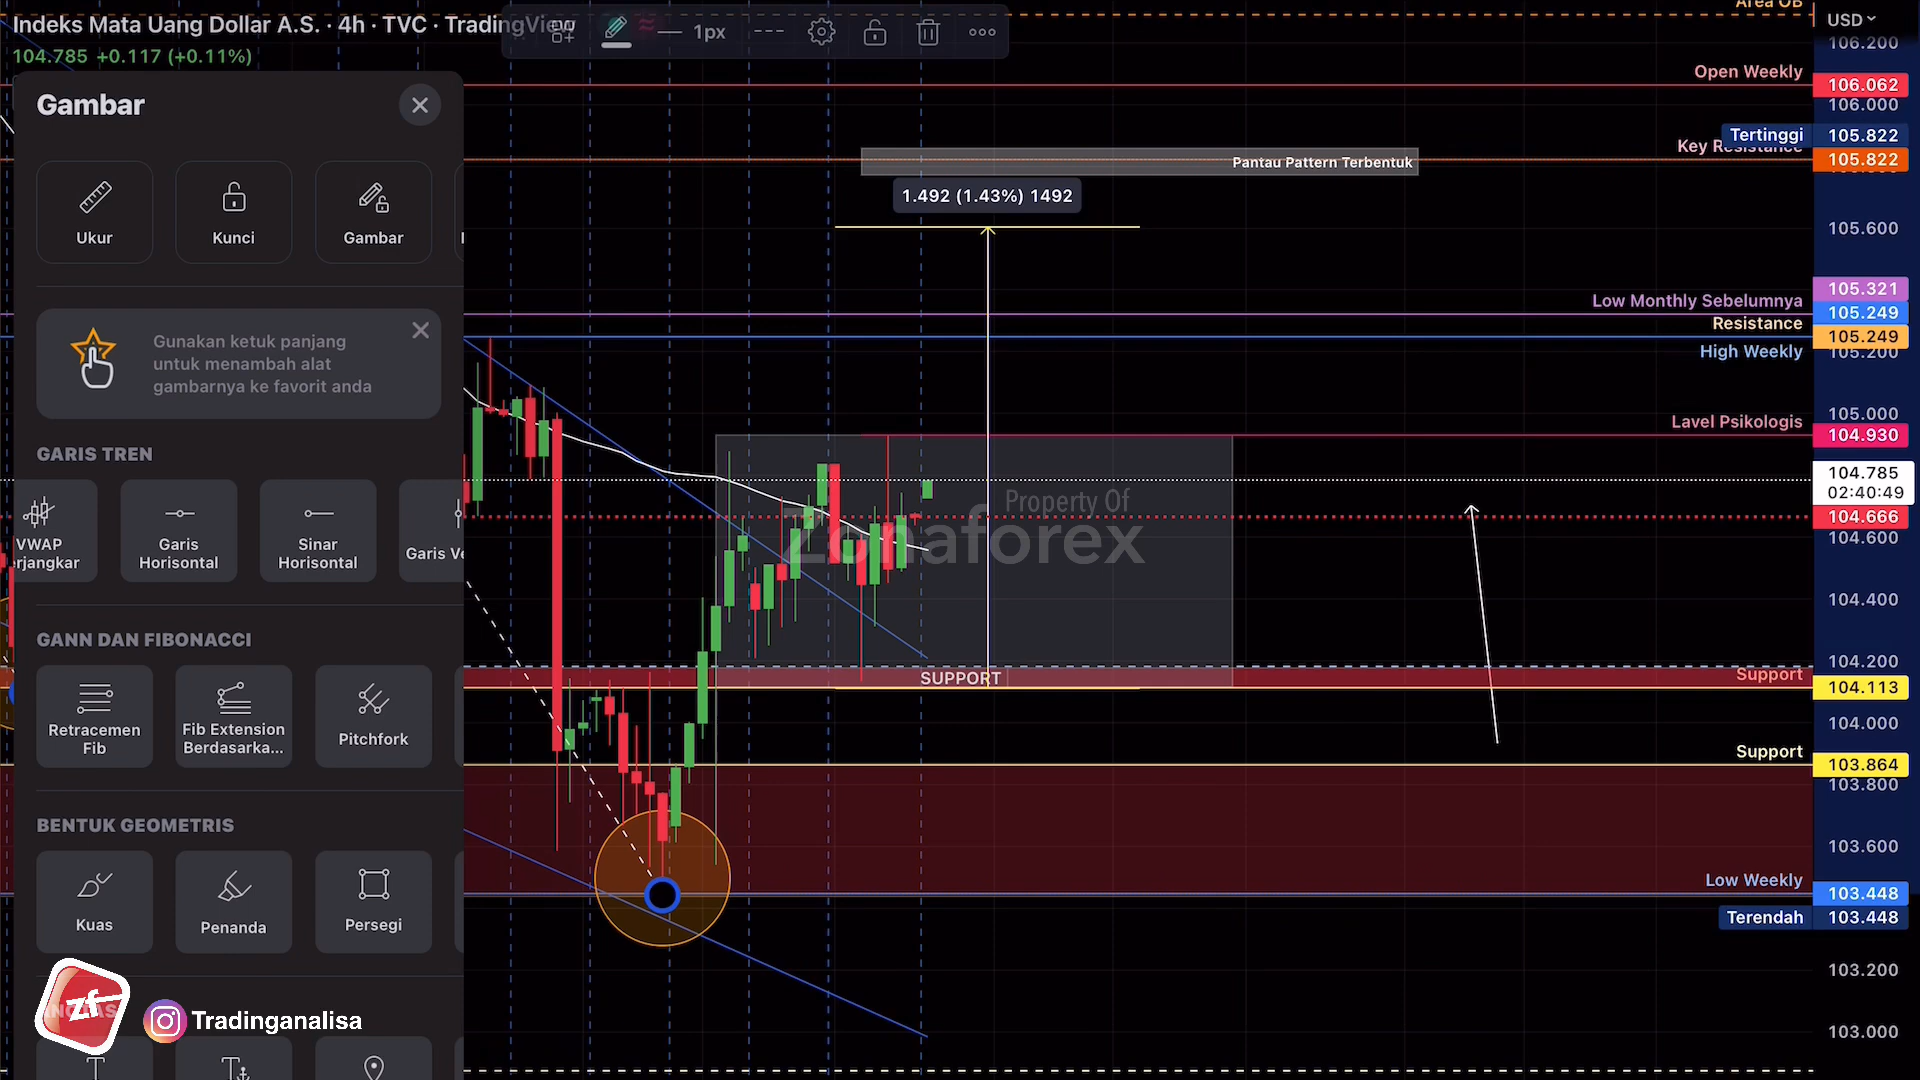 Indeks Mata Uang Dollar A.S. · 4h · TVC · TradingView
104.785 +0.117 (+0.11%)
1px
USD
Gambar
Ukur
Kunci
Gambar
Gunakan ketuk panjang
untuk menambah alat
gambarnya ke favorit anda
GARIS TREN
VWAP
rjangkar
Garis
Horisontal
Sinar
Horisontal
Garis Ve
GANN DAN FIBONACCI
Retracemen
Fib
Fib Extension
Berdasarka...
Pitchfork
BENTUK GEOMETRIS
Kuas
Penanda
Persegi
zf
Tradinganalisa
Area OB
Open Weekly
Key Resistance
Tertinggi
Pantau Pattern Terbentuk
1.492 (1.43%) 1492
Low Monthly Sebelumnya
Resistance
High Weekly
Lavel Psikologis
Property Of
Zonaforex
SUPPORT
Support
Support
Low Weekly
Terendah
106.200
106.062
106.000
105.822
105.822
105.600
105.321
105.249
105.249
105.200
105.000
104.930
104.785
02:40:49
104.666
104.600
104.400
104.200
104.113
104.000
103.864
103.800
103.600
103.448
103.448
103.200
103.000